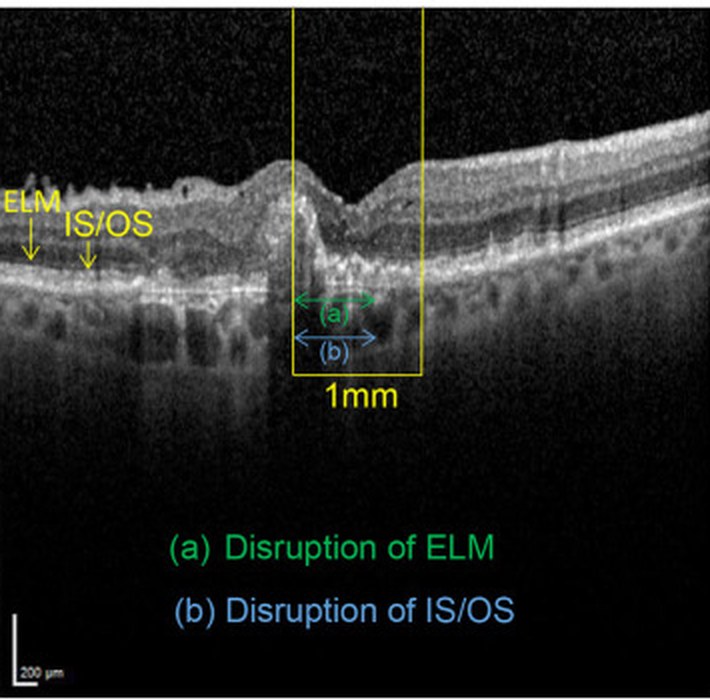 ELM
IS/OS
(a)
(b)
1mm
(a) Disruption of ELM
(b) Disruption of IS/OS
200 µm